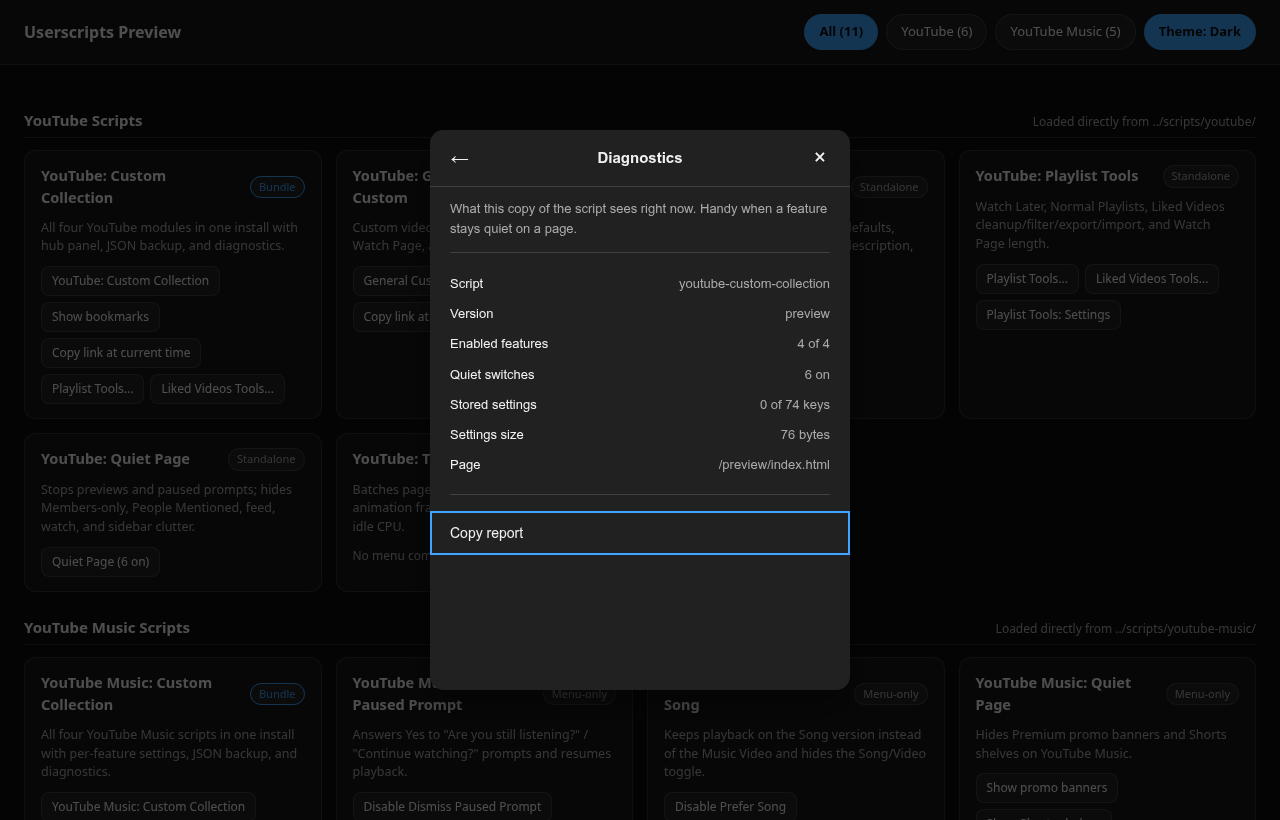 Userscripts Preview
All (11)
YouTube (6)
YouTube Music (5)
Theme: Dark
YouTube Scripts
Loaded directly from ../scripts/youtube/
YouTube: Custom
Collection
Bundle
All four YouTube modules in one install with
hub panel, JSON backup, and diagnostics.
YouTube: Custom Collection
Show bookmarks
Copy link at current time
Playlist Tools...
Liked Videos Tools...
YouTube: G
Custom
Custom video
Watch Page,
General Cus
Copy link at
Standalone
YouTube: Playlist Tools
Standalone
Watch Later, Normal Playlists, Liked Videos
cleanup/filter/export/import, and Watch
Page length.
Playlist Tools...
Liked Videos Tools...
Playlist Tools: Settings
YouTube: Quiet Page
Standalone
Stops previews and paused prompts; hides
Members-only, People Mentioned, feed,
watch, and sidebar clutter.
Quiet Page (6 on)
YouTube: T
Batches page
animation fra
idle CPU.
No menu com
←
Diagnostics
×
What this copy of the script sees right now. Handy when a feature
stays quiet on a page.
Script
youtube-custom-collection
Version
preview
Enabled features
4 of 4
Quiet switches
6 on
Stored settings
0 of 74 keys
Settings size
76 bytes
Page
/preview/index.html
Copy report
YouTube Music Scripts
Loaded directly from ../scripts/youtube-music/
YouTube Music: Custom
Collection
Bundle
All four YouTube Music scripts in one install
with per-feature settings, JSON backup, and
diagnostics.
YouTube Music: Custom Collection
YouTube M
Paused Prompt
Menu-only
Answers Yes to "Are you still listening?" /
"Continue watching?" prompts and resumes
playback.
Disable Dismiss Paused Prompt
Song
Menu-only
Keeps playback on the Song version instead
of the Music Video and hides the Song/Video
toggle.
Disable Prefer Song
YouTube Music: Quiet
Page
Menu-only
Hides Premium promo banners and Shorts
shelves on YouTube Music.
Show promo banners